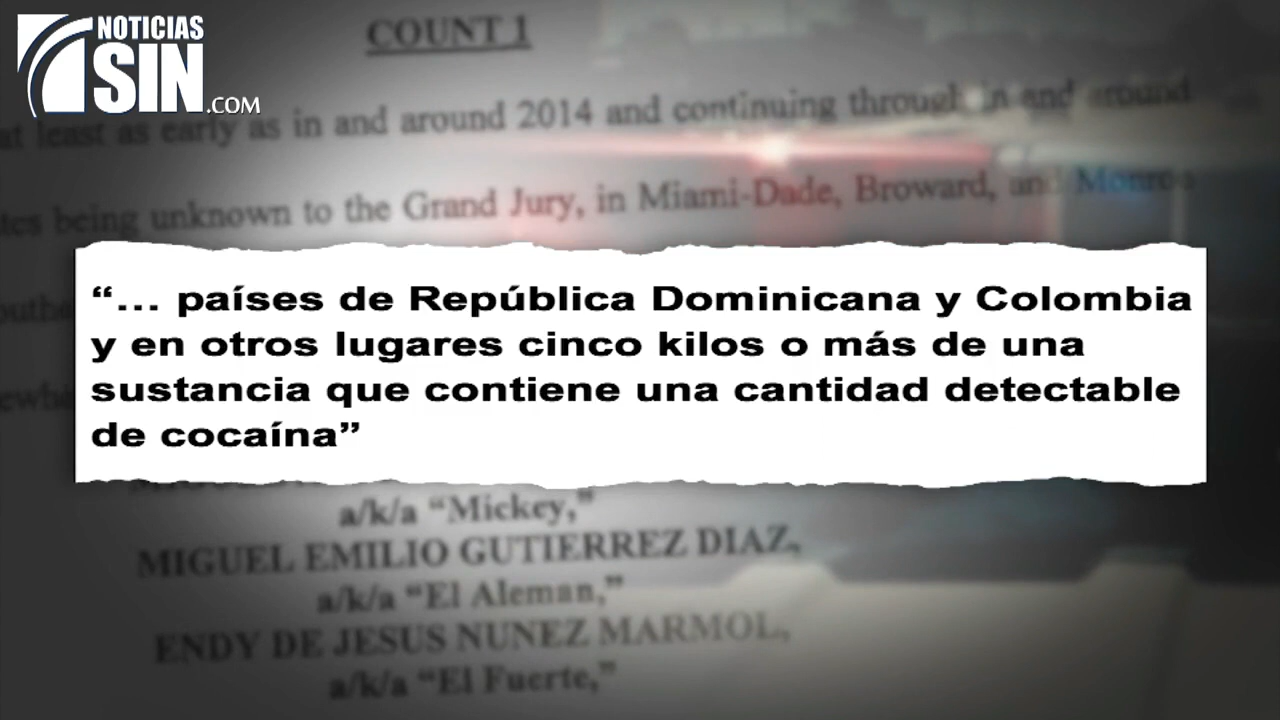 NOTICIAS
SIN
.COM
COUNT 1
at least as early as in and around 2014 and continuing through in and around
tes being unknown to the Grand Jury, in Miami-Dade, Broward, and Monroe
“... países de República Dominicana y Colombia
y en otros lugares cinco kilos o más de una
sustancia que contiene una cantidad detectable
de cocaína”
a/k/a “Mickey,”
MIGUEL EMILIO GUTIERREZ DIAZ,
a/k/a “El Aleman,”
ENDY DE JESUS NUNEZ MARMOL,
a/k/a “El Fuerte,”